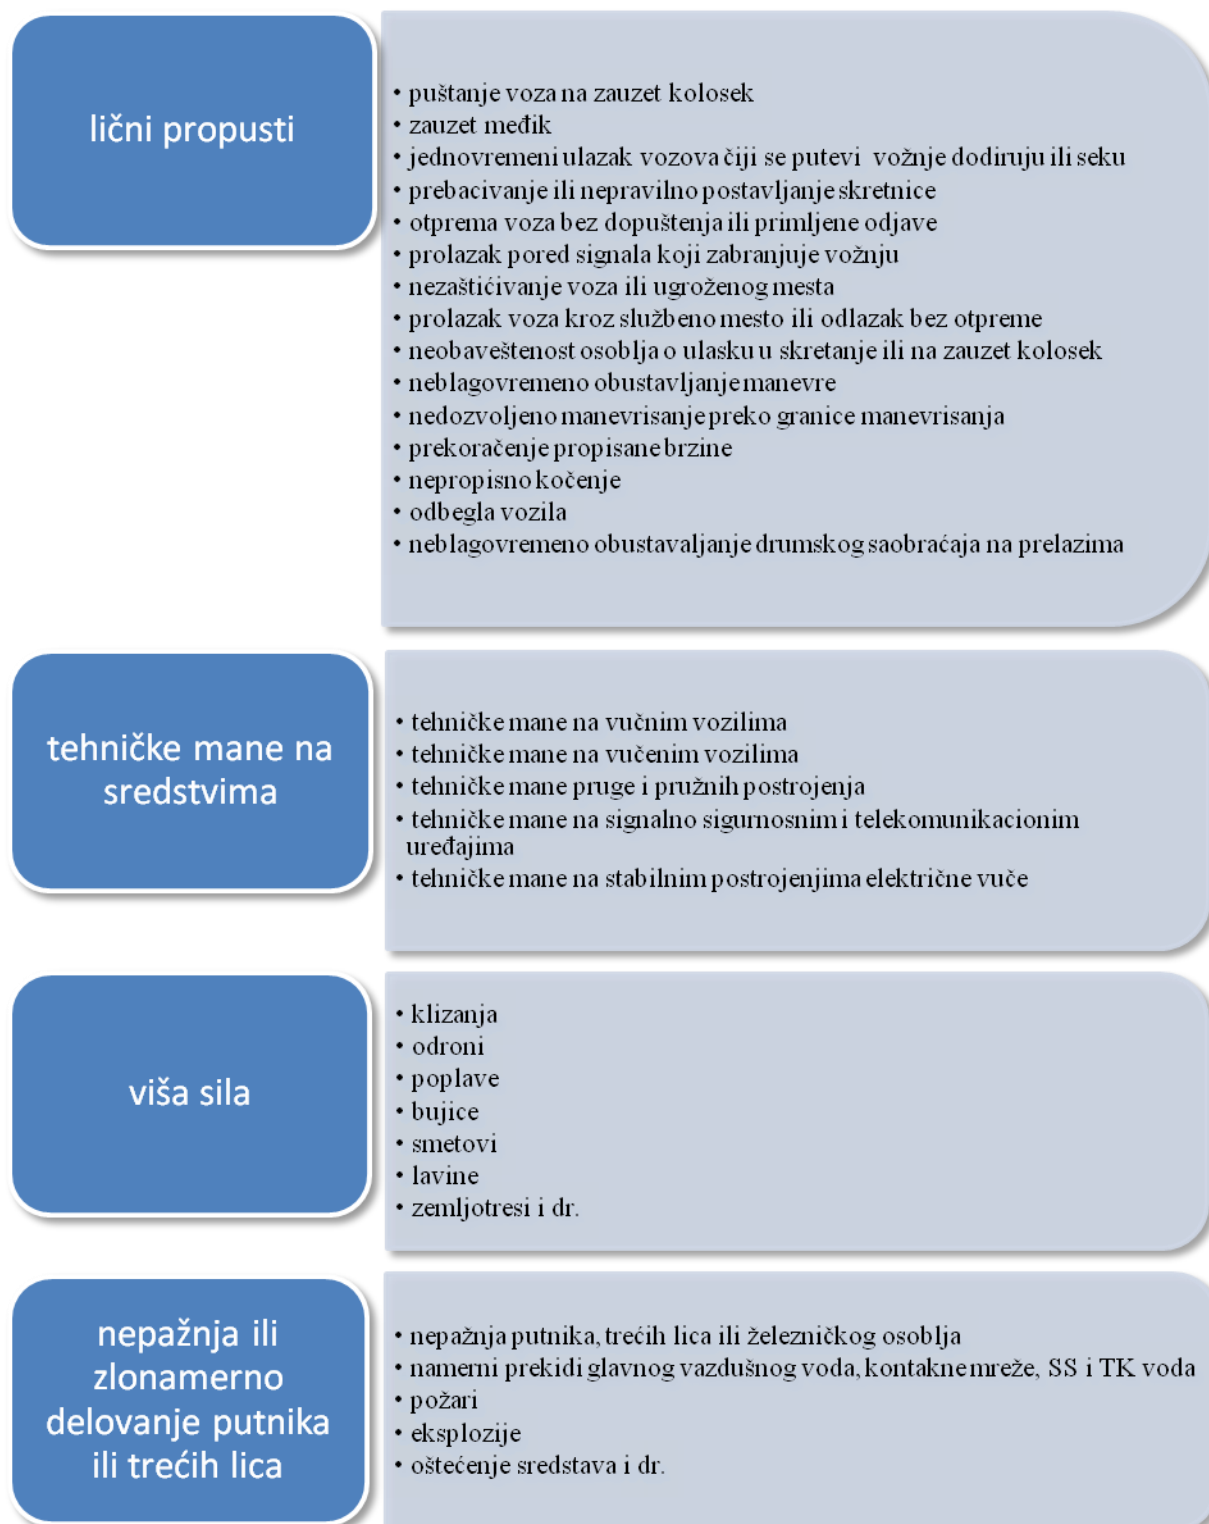 lični propusti
• puštanje voza na zauzet kolosek
• zauzet međik
• jednovremeni ulazak vozova čiji se putevi vožnje dodiruju ili seku
• prebacivanje ili nepravilno postavljanje skretnice
• otprema voza bez dopuštenja ili primljene odjave
• prolazak pored signala koji zabranjuje vožnju
• nezaštićivanje voza ili ugroženog mesta
• prolazak voza kroz službeno mesto ili odlazak bez otpreme
• neobaveštenost osoblja o ulasku u skretanje ili na zauzet kolosek
• neblagovremeno obustavljanje manevre
• nedozvoljeno manevrisanje preko granice manevrisanja
• prekoračenje propisane brzine
• nepropisno kočenje
• odbegla vozila
• neblagovremeno obustavaljanje drumskog saobraćaja na prelazima
tehničke mane na
sredstvima
• tehničke mane na vučnim vozilima
• tehničke mane na vučenim vozilima
• tehničke mane pruge i pružnih postrojenja
• tehničke mane na signalno sigurnosnim i telekomunikacionim
uređajima
• tehničke mane na stabilnim postrojenjima električne vuče
viša sila
• klizanja
• odroni
• poplave
• bujice
• smetovi
• lavine
• zemljotresi i dr.
nepažnja ili
zlonamerno
delovanje putnika
ili trećih lica
• nepažnja putnika, trećih lica ili železničkog osoblja
• namerni prekidi glavnog vazdušnog voda, kontakne mreže, SS i TK voda
• požari
• eksplozije
• oštećenje sredstava i dr.